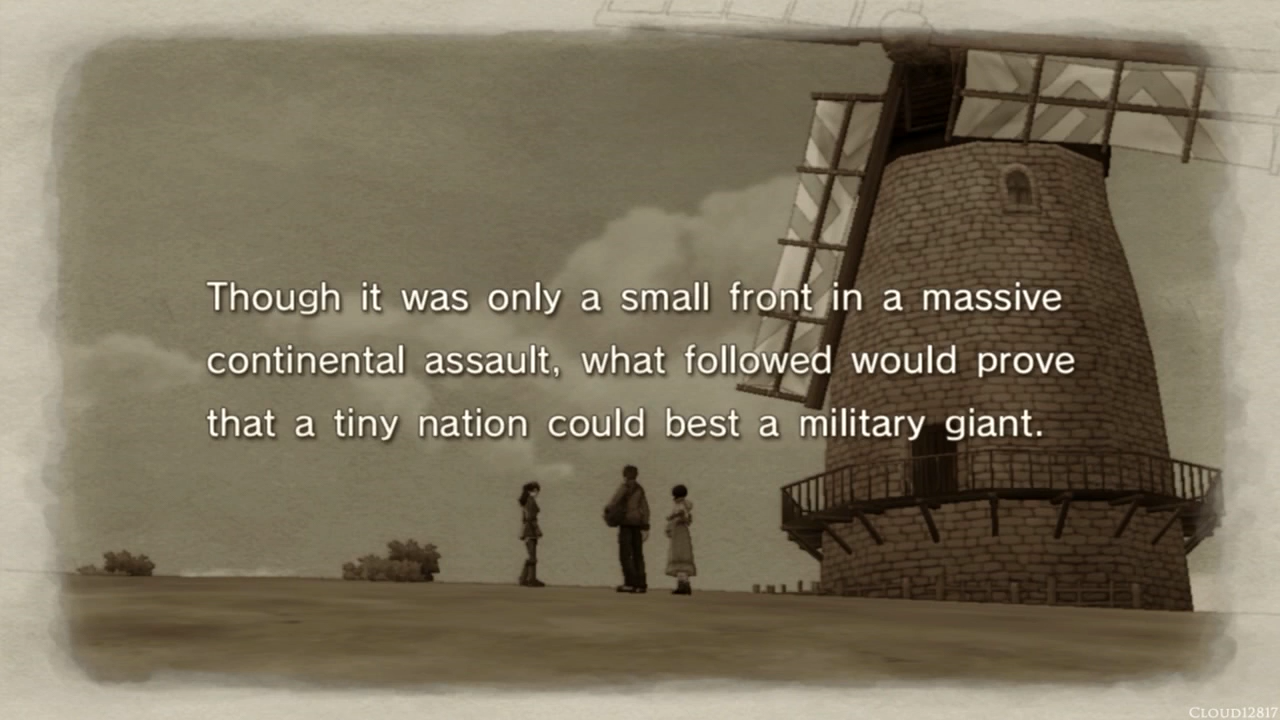 Though it was only a small front in a massive
continental assault, what followed would prove
that a tiny nation could best a military giant.
Cloud12817